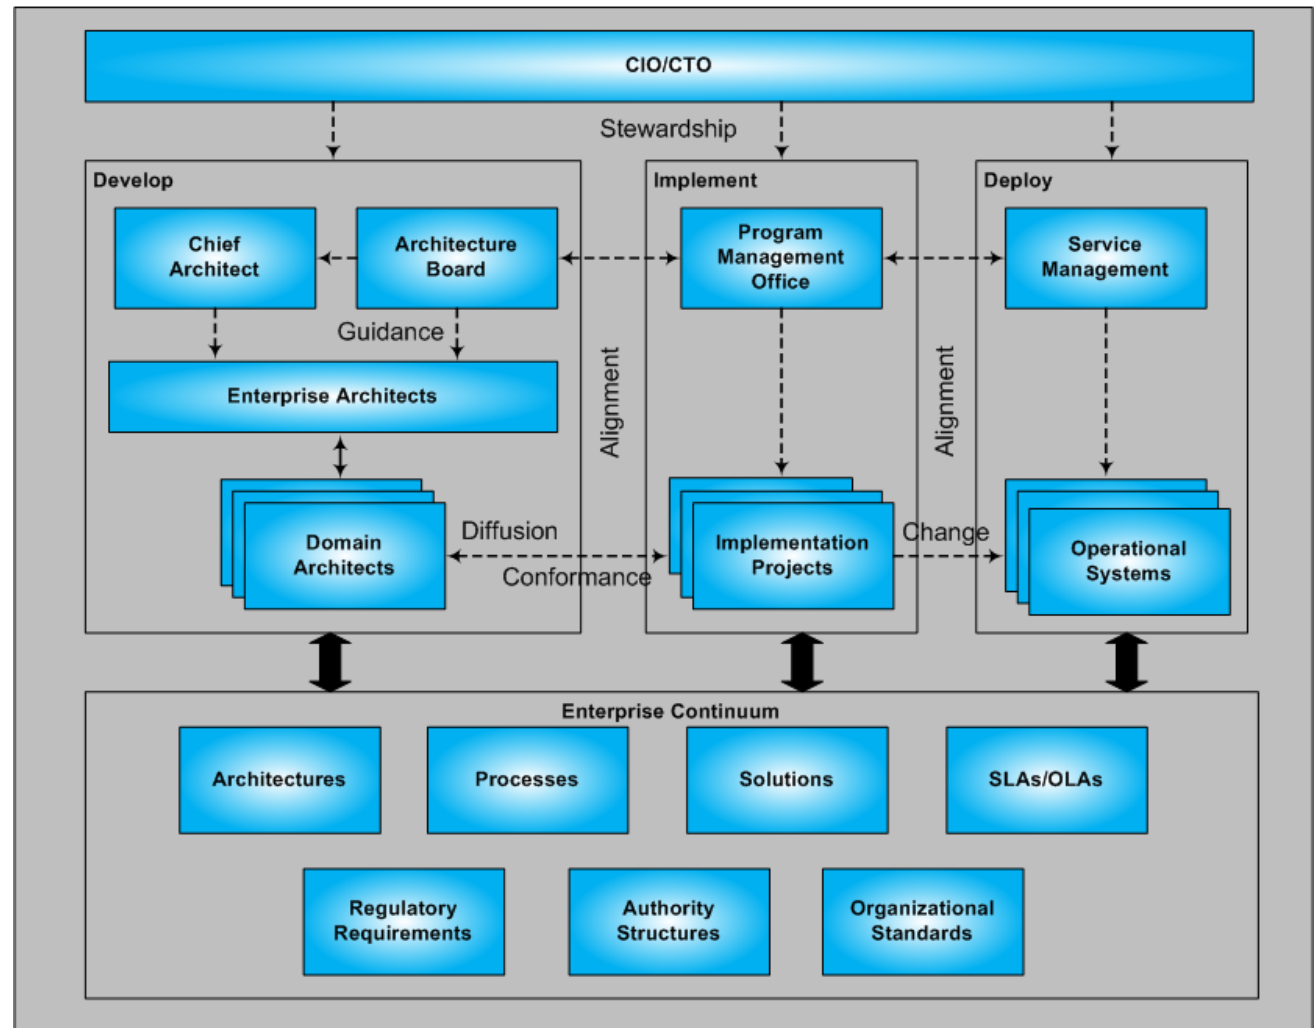 CIO/CTO
Stewardship
Develop
Implement
Deploy
Chief
Architect
Architecture
Board
Program
Management
Office
Service
Management
Guidance
Enterprise Architects
Alignment
Alignment
Domain
Architects
Diffusion
Conformance
Implementation
Projects
Change
Operational
Systems
Enterprise Continuum
Architectures
Processes
Solutions
SLAs/OLAs
Regulatory
Requirements
Authority
Structures
Organizational
Standards